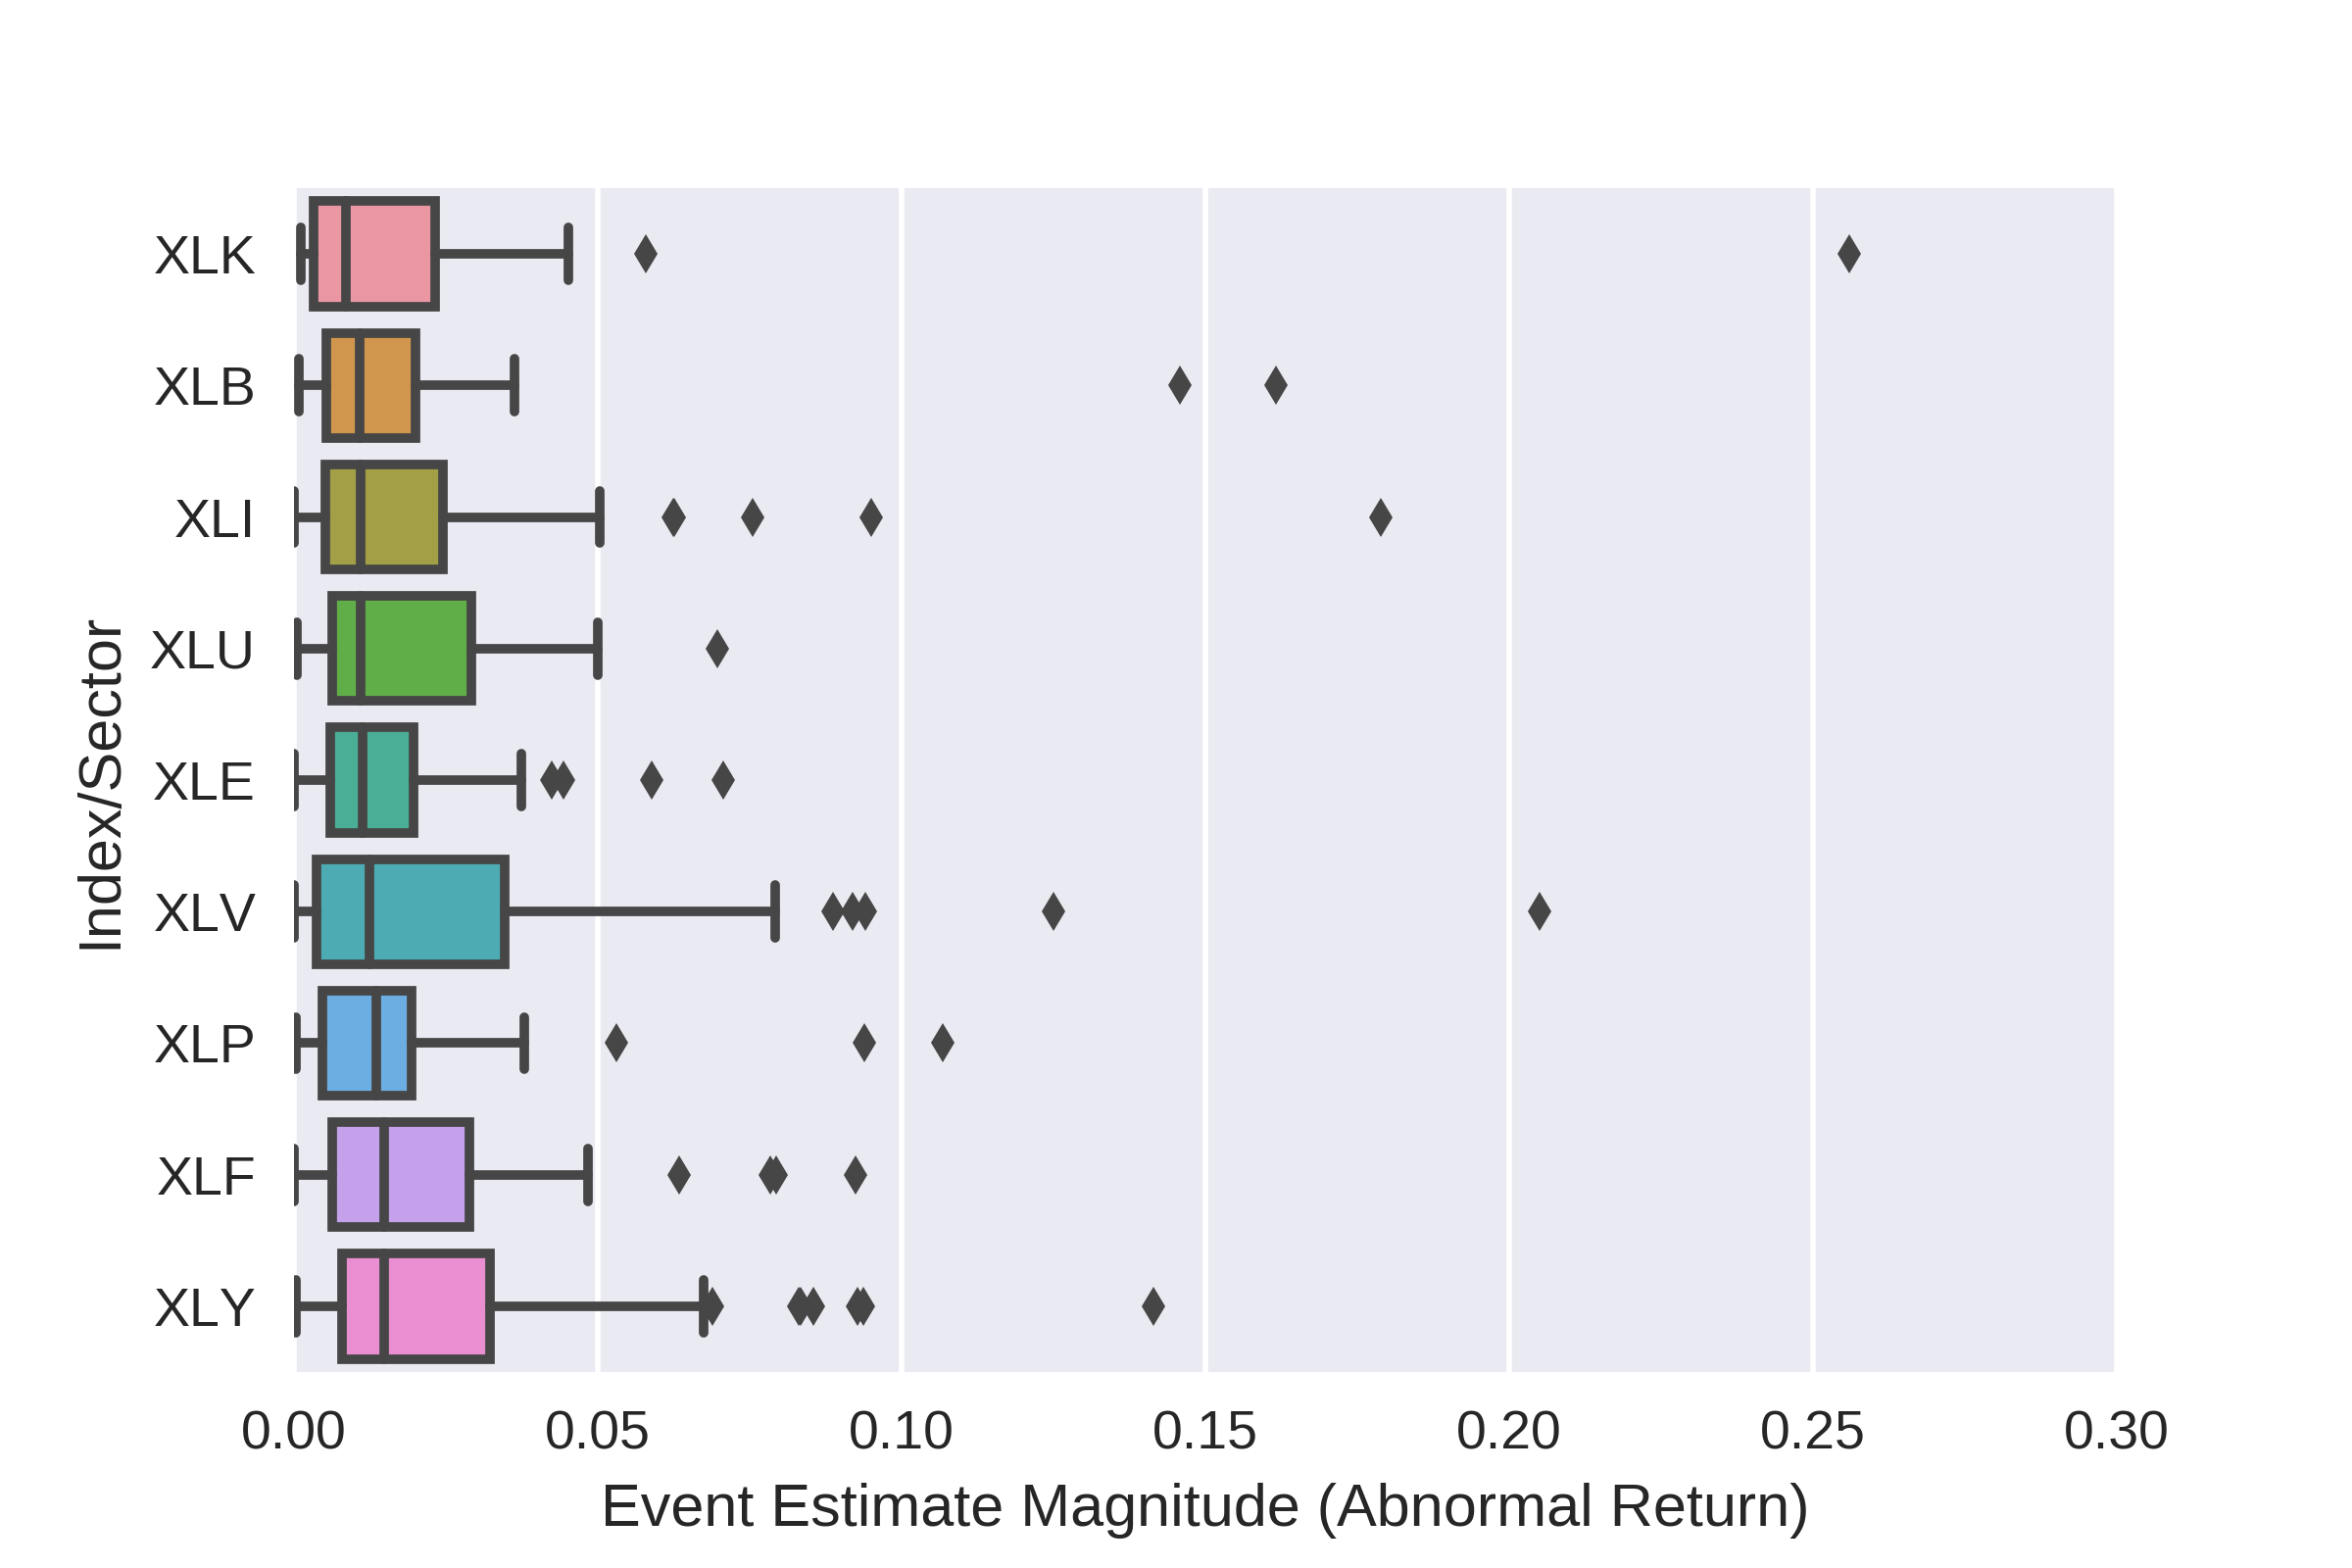 XLK
XLB
XLI
XLU
XLE
XLV
XLP
XLF
XLY
Index/Sector
0.00 0.05 0.10 0.15 0.20 0.25 0.30
Event Estimate Magnitude (Abnormal Return)